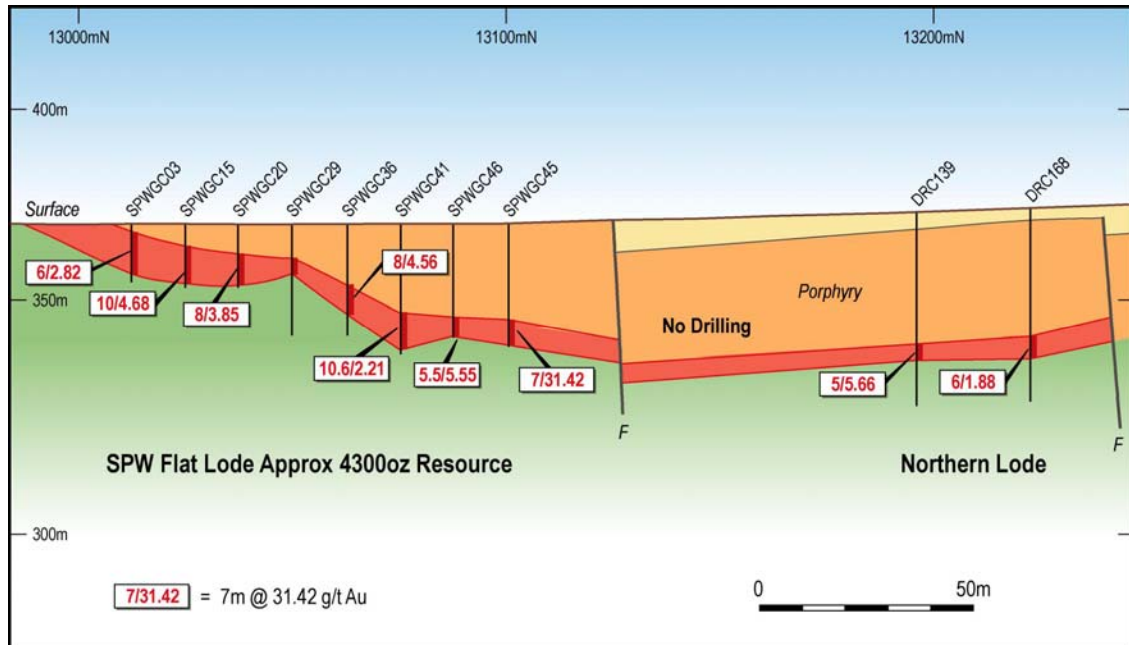 13000mN
13100mN
13200mN
400m
Surface
SPWGC03
SPWGC15
SPWGC20
SPWGC29
SPWGC36
SPWGC41
SPWGC46
SPWGC45
DRC139
DRC168
6/2.82
10/4.68
8/3.85
8/4.56
10.6/2.21
5.5/5.55
7/31.42
350m
Porphyry
No Drilling
5/5.66
6/1.88
F
F
SPW Flat Lode Approx 4300oz Resource
Northern Lode
300m
7/31.42 = 7m @ 31.42 g/t Au
0 50m